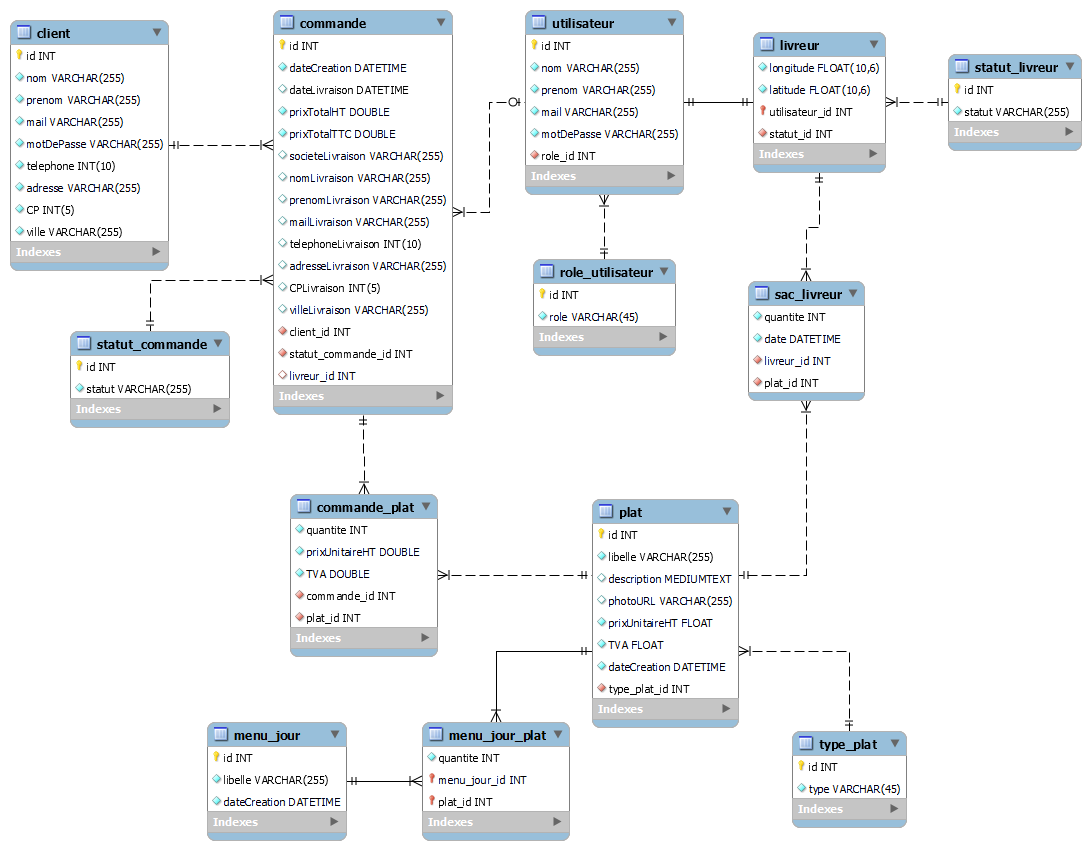 client
id INT
nom VARCHAR(255)
prenom VARCHAR(255)
mail VARCHAR(255)
motDePasse VARCHAR(255)
telephone INT(10)
adresse VARCHAR(255)
CP INT(5)
ville VARCHAR(255)
Indexes
commande
id INT
dateCreation DATETIME
dateLivraison DATETIME
prixTotalHT DOUBLE
prixTotalTTC DOUBLE
societeLivraison VARCHAR(255)
nomLivraison VARCHAR(255)
prenomLivraison VARCHAR(255)
mailLivraison VARCHAR(255)
telephoneLivraison INT(10)
adresseLivraison VARCHAR(255)
CPLivraison INT(5)
villeLivraison VARCHAR(255)
client_id INT
statut_commande_id INT
livreur_id INT
Indexes
utilisateur
id INT
nom VARCHAR(255)
prenom VARCHAR(255)
mail VARCHAR(255)
motDePasse VARCHAR(255)
role_id INT
Indexes
livreur
longitude FLOAT(10,6)
latitude FLOAT(10,6)
utilisateur_id INT
statut_id INT
Indexes
statut_livreur
id INT
statut VARCHAR(255)
Indexes
role_utilisateur
id INT
role VARCHAR(45)
Indexes
sac_livreur
quantite INT
date DATETIME
livreur_id INT
plat_id INT
Indexes
statut_commande
id INT
statut VARCHAR(255)
Indexes
commande_plat
quantite INT
prixUnitaireHT DOUBLE
TVA DOUBLE
commande_id INT
plat_id INT
Indexes
plat
id INT
libelle VARCHAR(255)
description MEDIUMTEXT
photoURL VARCHAR(255)
prixUnitaireHT FLOAT
TVA FLOAT
dateCreation DATETIME
type_plat_id INT
Indexes
menu_jour
id INT
libelle VARCHAR(255)
dateCreation DATETIME
Indexes
menu_jour_plat
quantite INT
menu_jour_id INT
plat_id INT
Indexes
type_plat
id INT
type VARCHAR(45)
Indexes